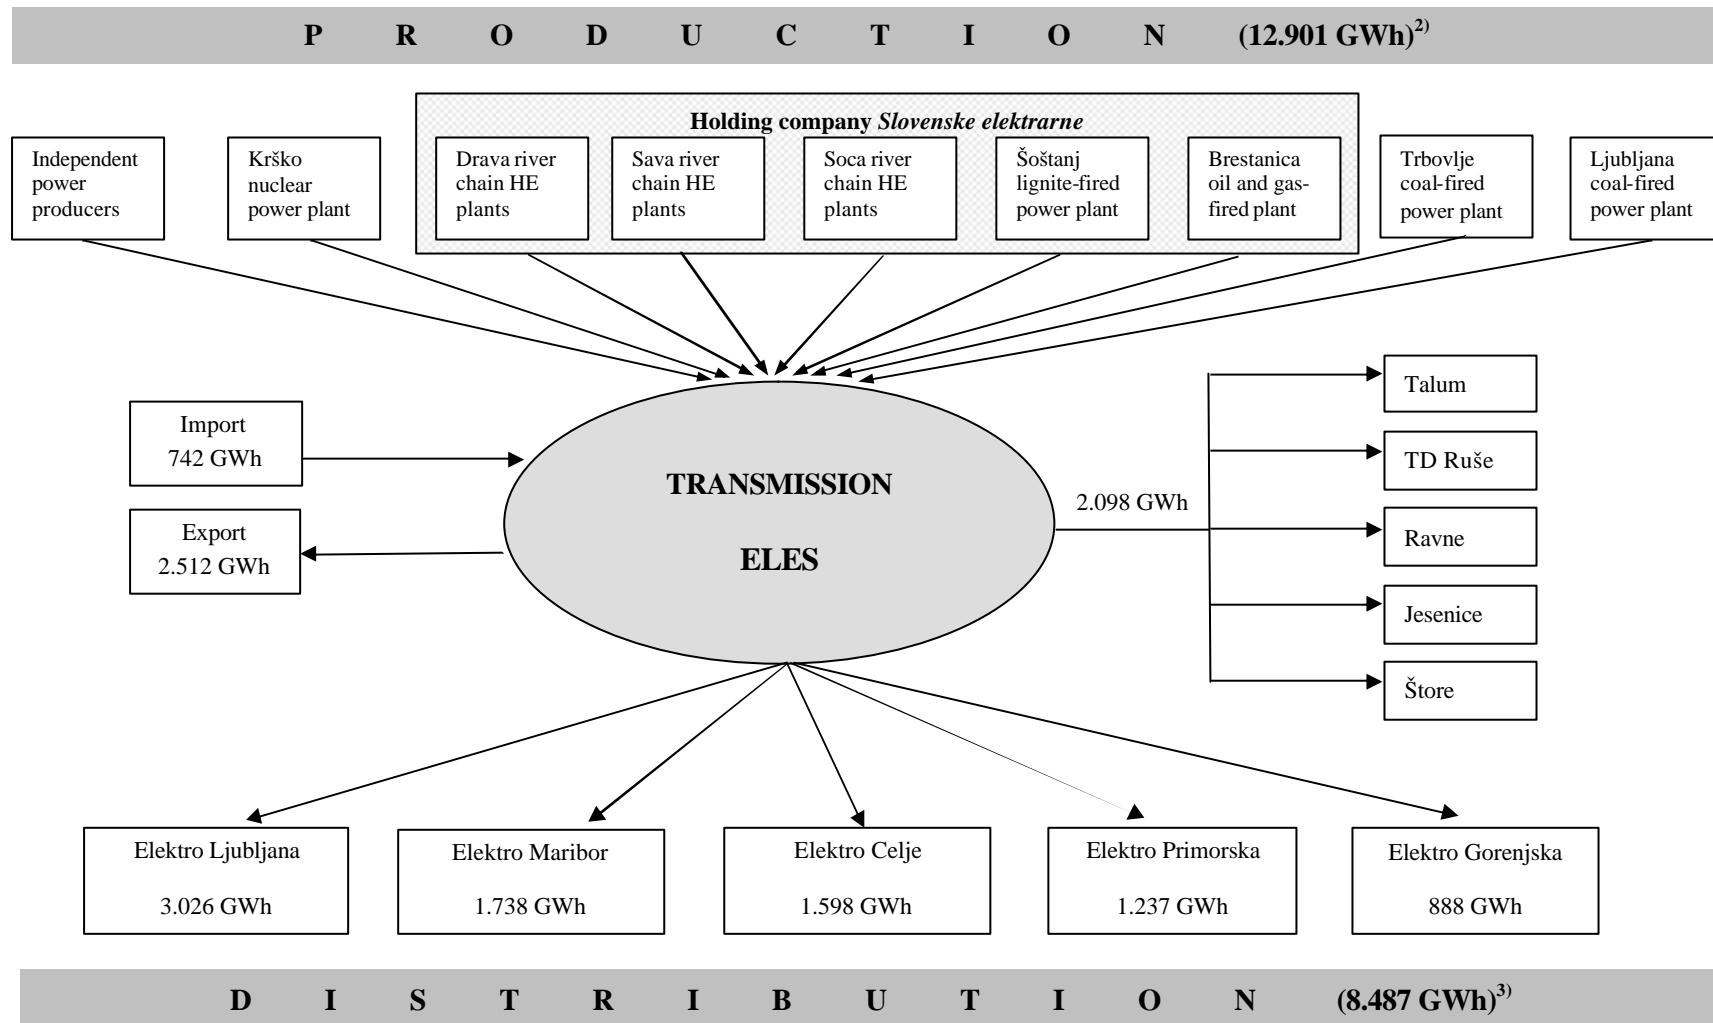 P R O D U C T I O N (12.901 GWh)2)
Holding company Slovenske elektrarne
Independent
power
producers
Krško
nuclear
power plant
Drava river
chain HE
plants
Sava river
chain HE
plants
Soca river
chain HE
plants
Šoštanj
lignite-fired
power plant
Brestanica
oil and gas-
fired plant
Trbovlje
coal-fired
power plant
Ljubljana
coal-fired
power plant
Import
742 GWh
Export
2.512 GWh
TRANSMISSION
ELES
2.098 GWh
Talum
TD Ruše
Ravne
Jesenice
Štore
Elektro Ljubljana
3.026 GWh
Elektro Maribor
1.738 GWh
Elektro Celje
1.598 GWh
Elektro Primorska
1.237 GWh
Elektro Gorenjska
888 GWh
D I S T R I B U T I O N (8.487 GWh)3)